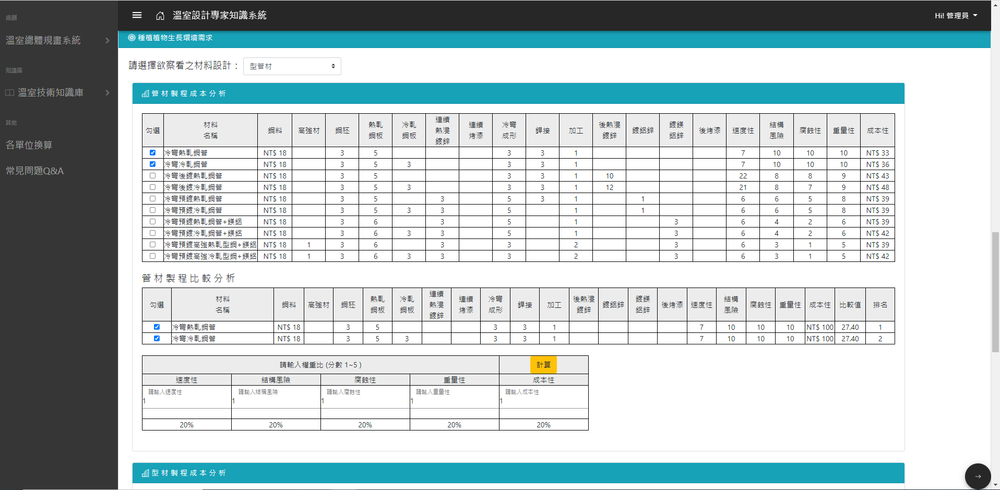 規劃
溫室總體規畫系統
知識庫
溫室技術知識庫
其他
各單位換算
常見問題Q&A
溫室設計專家知識系統
Hi! 管理員
種植植物生長環境需求
請選擇欲察看之材料設計： 型管材
管材製程成本分析
勾選 材料名稱 鋼料 高強材 鋼胚 熱軋鋼板 冷軋鋼板 連續熱浸鍍鋅 連續烤漆 冷彎成形 銲接 加工 後熱浸鍍鋅 鍍鋁鋅 鍍鎂鋁鋅 後烤漆 速度性 結構風險 腐蝕性 重量性 成本性
冷彎熱軋鋼管 NT$ 18 3 5 3 3 1 7 10 10 10 NT$ 33
冷彎冷軋鋼管 NT$ 18 3 5 3 3 3 1 7 10 10 10 NT$ 36
冷彎後鍍熱軋鋼管 NT$ 18 3 5 3 3 1 10 22 8 8 9 NT$ 43
冷彎後鍍冷軋鋼管 NT$ 18 3 5 3 3 3 1 12 21 8 7 9 NT$ 48
冷彎預鍍熱軋鋼管 NT$ 18 3 5 3 5 3 1 1 6 6 5 8 NT$ 39
冷彎預鍍冷軋鋼管 NT$ 18 3 5 3 3 5 1 1 6 6 5 8 NT$ 39
冷彎預鍍熱軋鋼管+鎂鋁 NT$ 18 3 6 3 5 1 3 6 4 2 6 NT$ 39
冷彎預鍍冷軋鋼管+鎂鋁 NT$ 18 3 6 3 3 5 1 3 6 4 2 6 NT$ 42
冷彎預鍍高強熱軋型鋼+鎂鋁 NT$ 18 1 3 6 3 3 2 3 6 3 1 5 NT$ 39
冷彎預鍍高強冷軋型鋼+鎂鋁 NT$ 18 1 3 6 3 3 3 2 3 6 3 1 5 NT$ 42
管材製程比較分析
勾選 材料名稱 鋼料 高強材 鋼胚 熱軋鋼板 冷軋鋼板 連續熱浸鍍鋅 連續烤漆 冷彎成形 銲接 加工 後熱浸鍍鋅 鍍鋁鋅 鍍鎂鋁鋅 後烤漆 速度性 結構風險 腐蝕性 重量性 成本性 比較值 排名
冷彎熱軋鋼管 NT$ 18 3 5 3 3 1 7 10 10 10 NT$ 100 27.40 1
冷彎冷軋鋼管 NT$ 18 3 5 3 3 3 1 7 10 10 10 NT$ 100 27.40 2
請輸入權重比 (分數 1~5 ) 計算
速度性 結構風險 腐蝕性 重量性 成本性
請輸入速度性 請輸入結構風險 請輸入腐蝕性 請輸入重量性 請輸入成本性
1 1 1 1 1
20% 20% 20% 20% 20%
型材製程成本分析